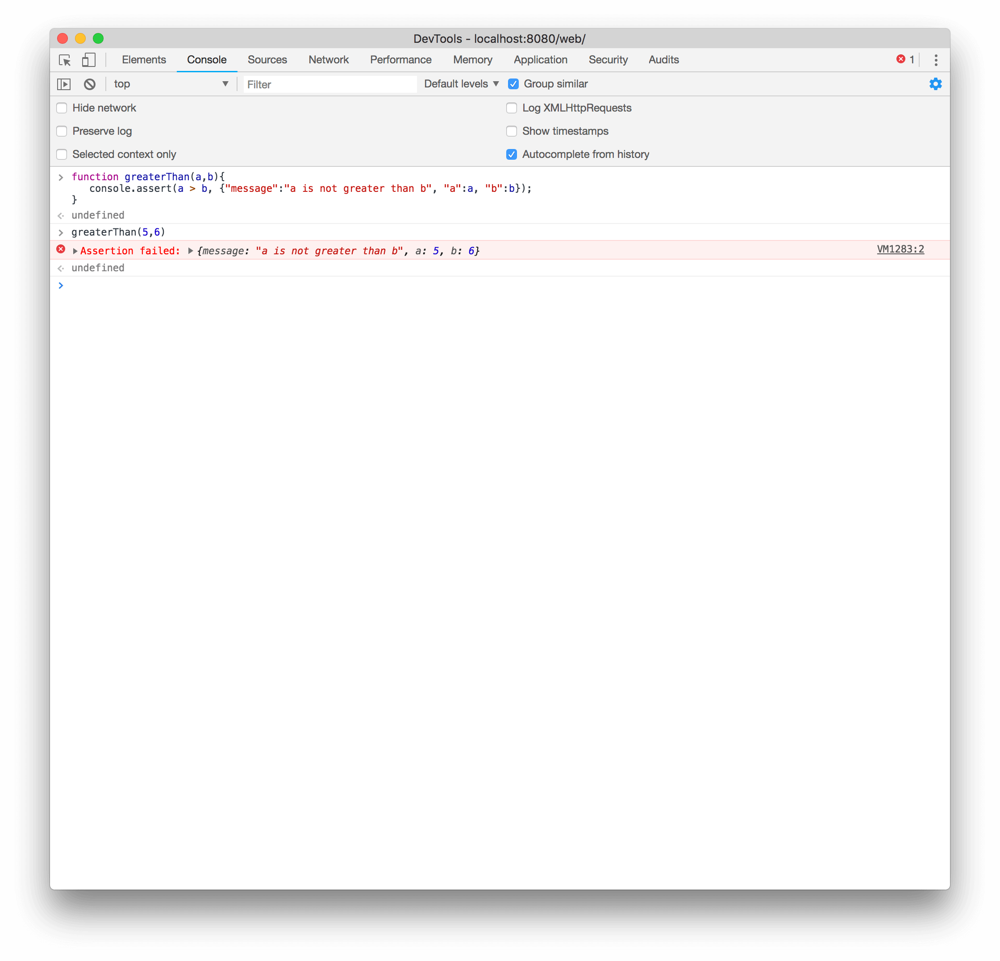 DevTools - localhost:8080/web/
Elements Console Sources Network Performance Memory Application Security Audits 1
top Filter Default levels Group similar
Hide network Log XMLHttpRequests
Preserve log Show timestamps
Selected context only Autocomplete from history
function greaterThan(a,b){
console.assert(a > b, {"message":"a is not greater than b", "a":a, "b":b});
}
undefined
greaterThan(5,6)
Assertion failed: {message: "a is not greater than b", a: 5, b: 6} VM1283:2
undefined